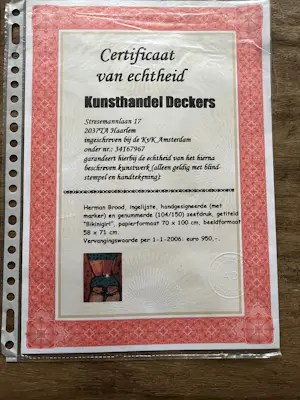 Certificaat
van echtheid
Kunsthandel Deckers
Stresemannlaan 17
2037TA Haarlem
ingeschreven bij de KvK Amsterdam
onder nr.: 34167967
garandeert hierbij de echtheid van het hierna
beschreven kunstwerk (alleen geldig met blind-
stempel en handtekening):
Herman Brood, ingelijste, handgesigneerde (met
marker) en genummerde (104/150) zeefdruk, getiteld
"Bikinigirl", papierformaat 70 x 100 cm, beeldformaat
58 x 71 cm.
Vervangingswaarde per 1-1-2006: euro 950,-.